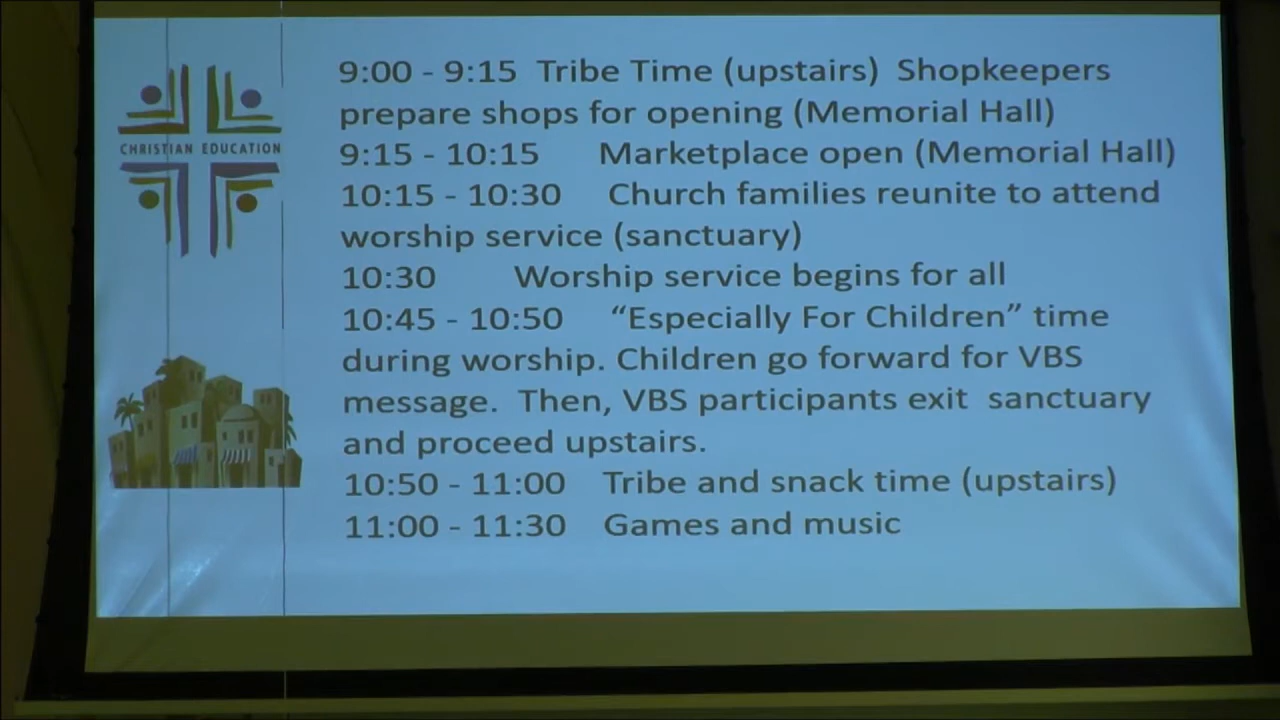 CHRISTIAN EDUCATION
9:00 - 9:15 Tribe Time (upstairs) Shopkeepers
prepare shops for opening (Memorial Hall)
9:15 - 10:15 Marketplace open (Memorial Hall)
10:15 - 10:30 Church families reunite to attend
worship service (sanctuary)
10:30 Worship service begins for all
10:45 - 10:50 “Especially For Children” time
during worship. Children go forward for VBS
message. Then, VBS participants exit sanctuary
and proceed upstairs.
10:50 - 11:00 Tribe and snack time (upstairs)
11:00 - 11:30 Games and music